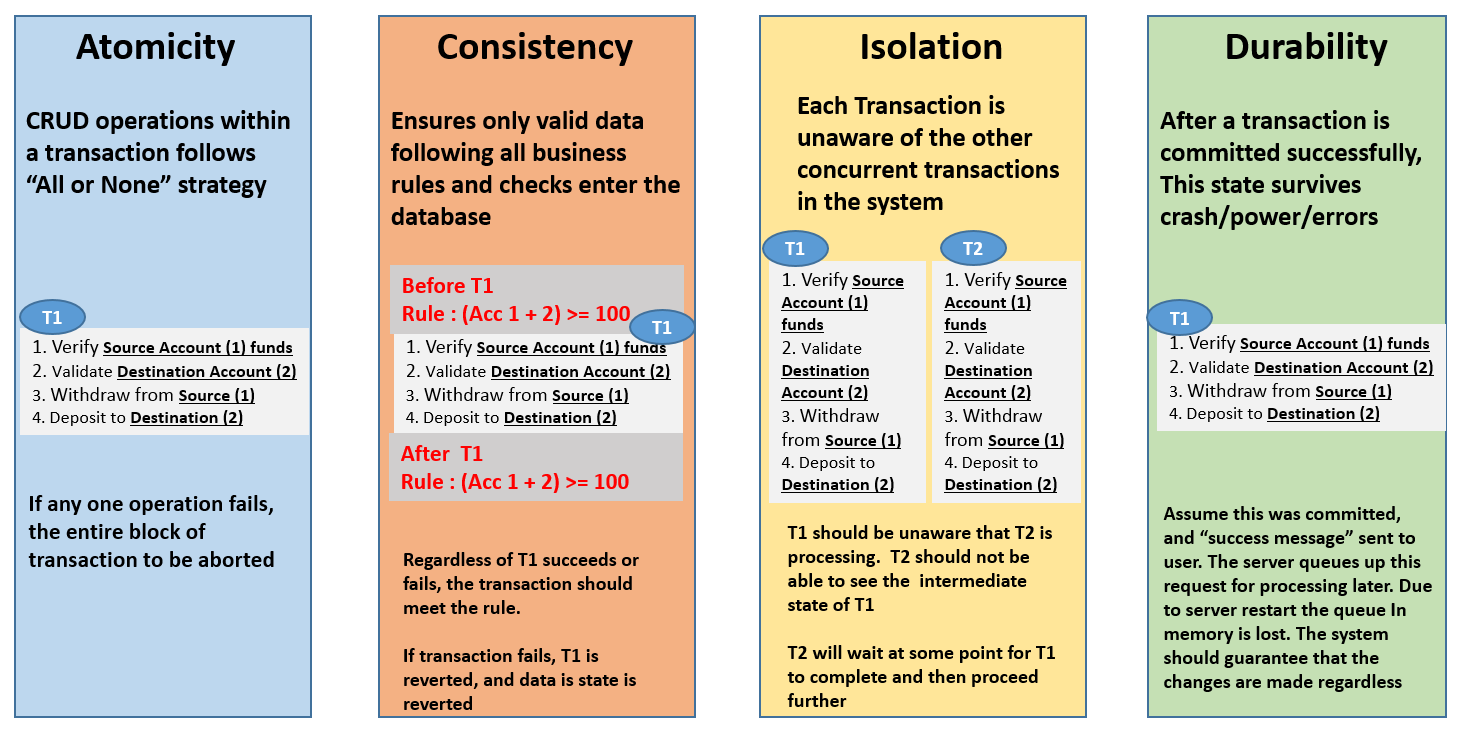 Atomicity
CRUD operations within
a transaction follows
“All or None” strategy
T1
1. Verify Source Account (1) funds
2. Validate Destination Account (2)
3. Withdraw from Source (1)
4. Deposit to Destination (2)
If any one operation fails,
the entire block of
transaction to be aborted
Consistency
Ensures only valid data
following all business
rules and checks enter the
database
Before T1
Rule : (Acc 1 + 2) >= 100
T1
1. Verify Source Account (1) funds
2. Validate Destination Account (2)
3. Withdraw from Source (1)
4. Deposit to Destination (2)
After T1
Rule : (Acc 1 + 2) >= 100
Regardless of T1 succeeds or
fails, the transaction should
meet the rule.
If transaction fails, T1 is
reverted, and data is state is
reverted
Isolation
Each Transaction is
unaware of the other
concurrent transactions
in the system
T1
1. Verify Source
Account (1)
funds
2. Validate
Destination
Account (2)
3. Withdraw
from Source (1)
4. Deposit to
Destination (2)
T2
1. Verify Source
Account (1)
funds
2. Validate
Destination
Account (2)
3. Withdraw
from Source (1)
4. Deposit to
Destination (2)
T1 should be unaware that T2 is
processing. T2 should not be
able to see the intermediate
state of T1
T2 will wait at some point for T1
to complete and then proceed
further
Durability
After a transaction is
committed successfully,
This state survives
crash/power/errors
T1
1. Verify Source Account (1) funds
2. Validate Destination Account (2)
3. Withdraw from Source (1)
4. Deposit to Destination (2)
Assume this was committed,
and “success message” sent to
user. The server queues up this
request for processing later. Due
to server restart the queue In
memory is lost. The system
should guarantee that the
changes are made regardless